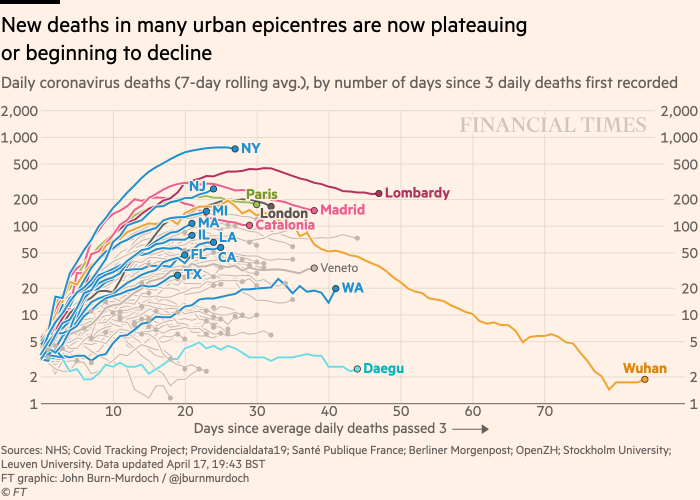 New deaths in many urban epicentres are now plateauing
or beginning to decline
Daily coronavirus deaths (7-day rolling avg.), by number of days since 3 daily deaths first recorded
2,000
2,000
FINANCIAL TIMES
1,000
1,000
NY
500
500
NJ
Paris
Lombardy
200
200
MI
London
Madrid
100
MA
Catalonia
100
IL
LA
50
FL
CA
Veneto
50
TX
20
WA
20
10
10
5
5
Daegu
Wuhan
2
2
1
1
10
20
30
40
50
60
70
Days since average daily deaths passed 3
Sources: NHS; Covid Tracking Project; Providencialdata19; Santé Publique France; Berliner Morgenpost; OpenZH; Stockholm University;
Leuven University. Data updated April 17, 19:43 BST
FT graphic: John Burn-Murdoch / @jburnmurdoch
© FT